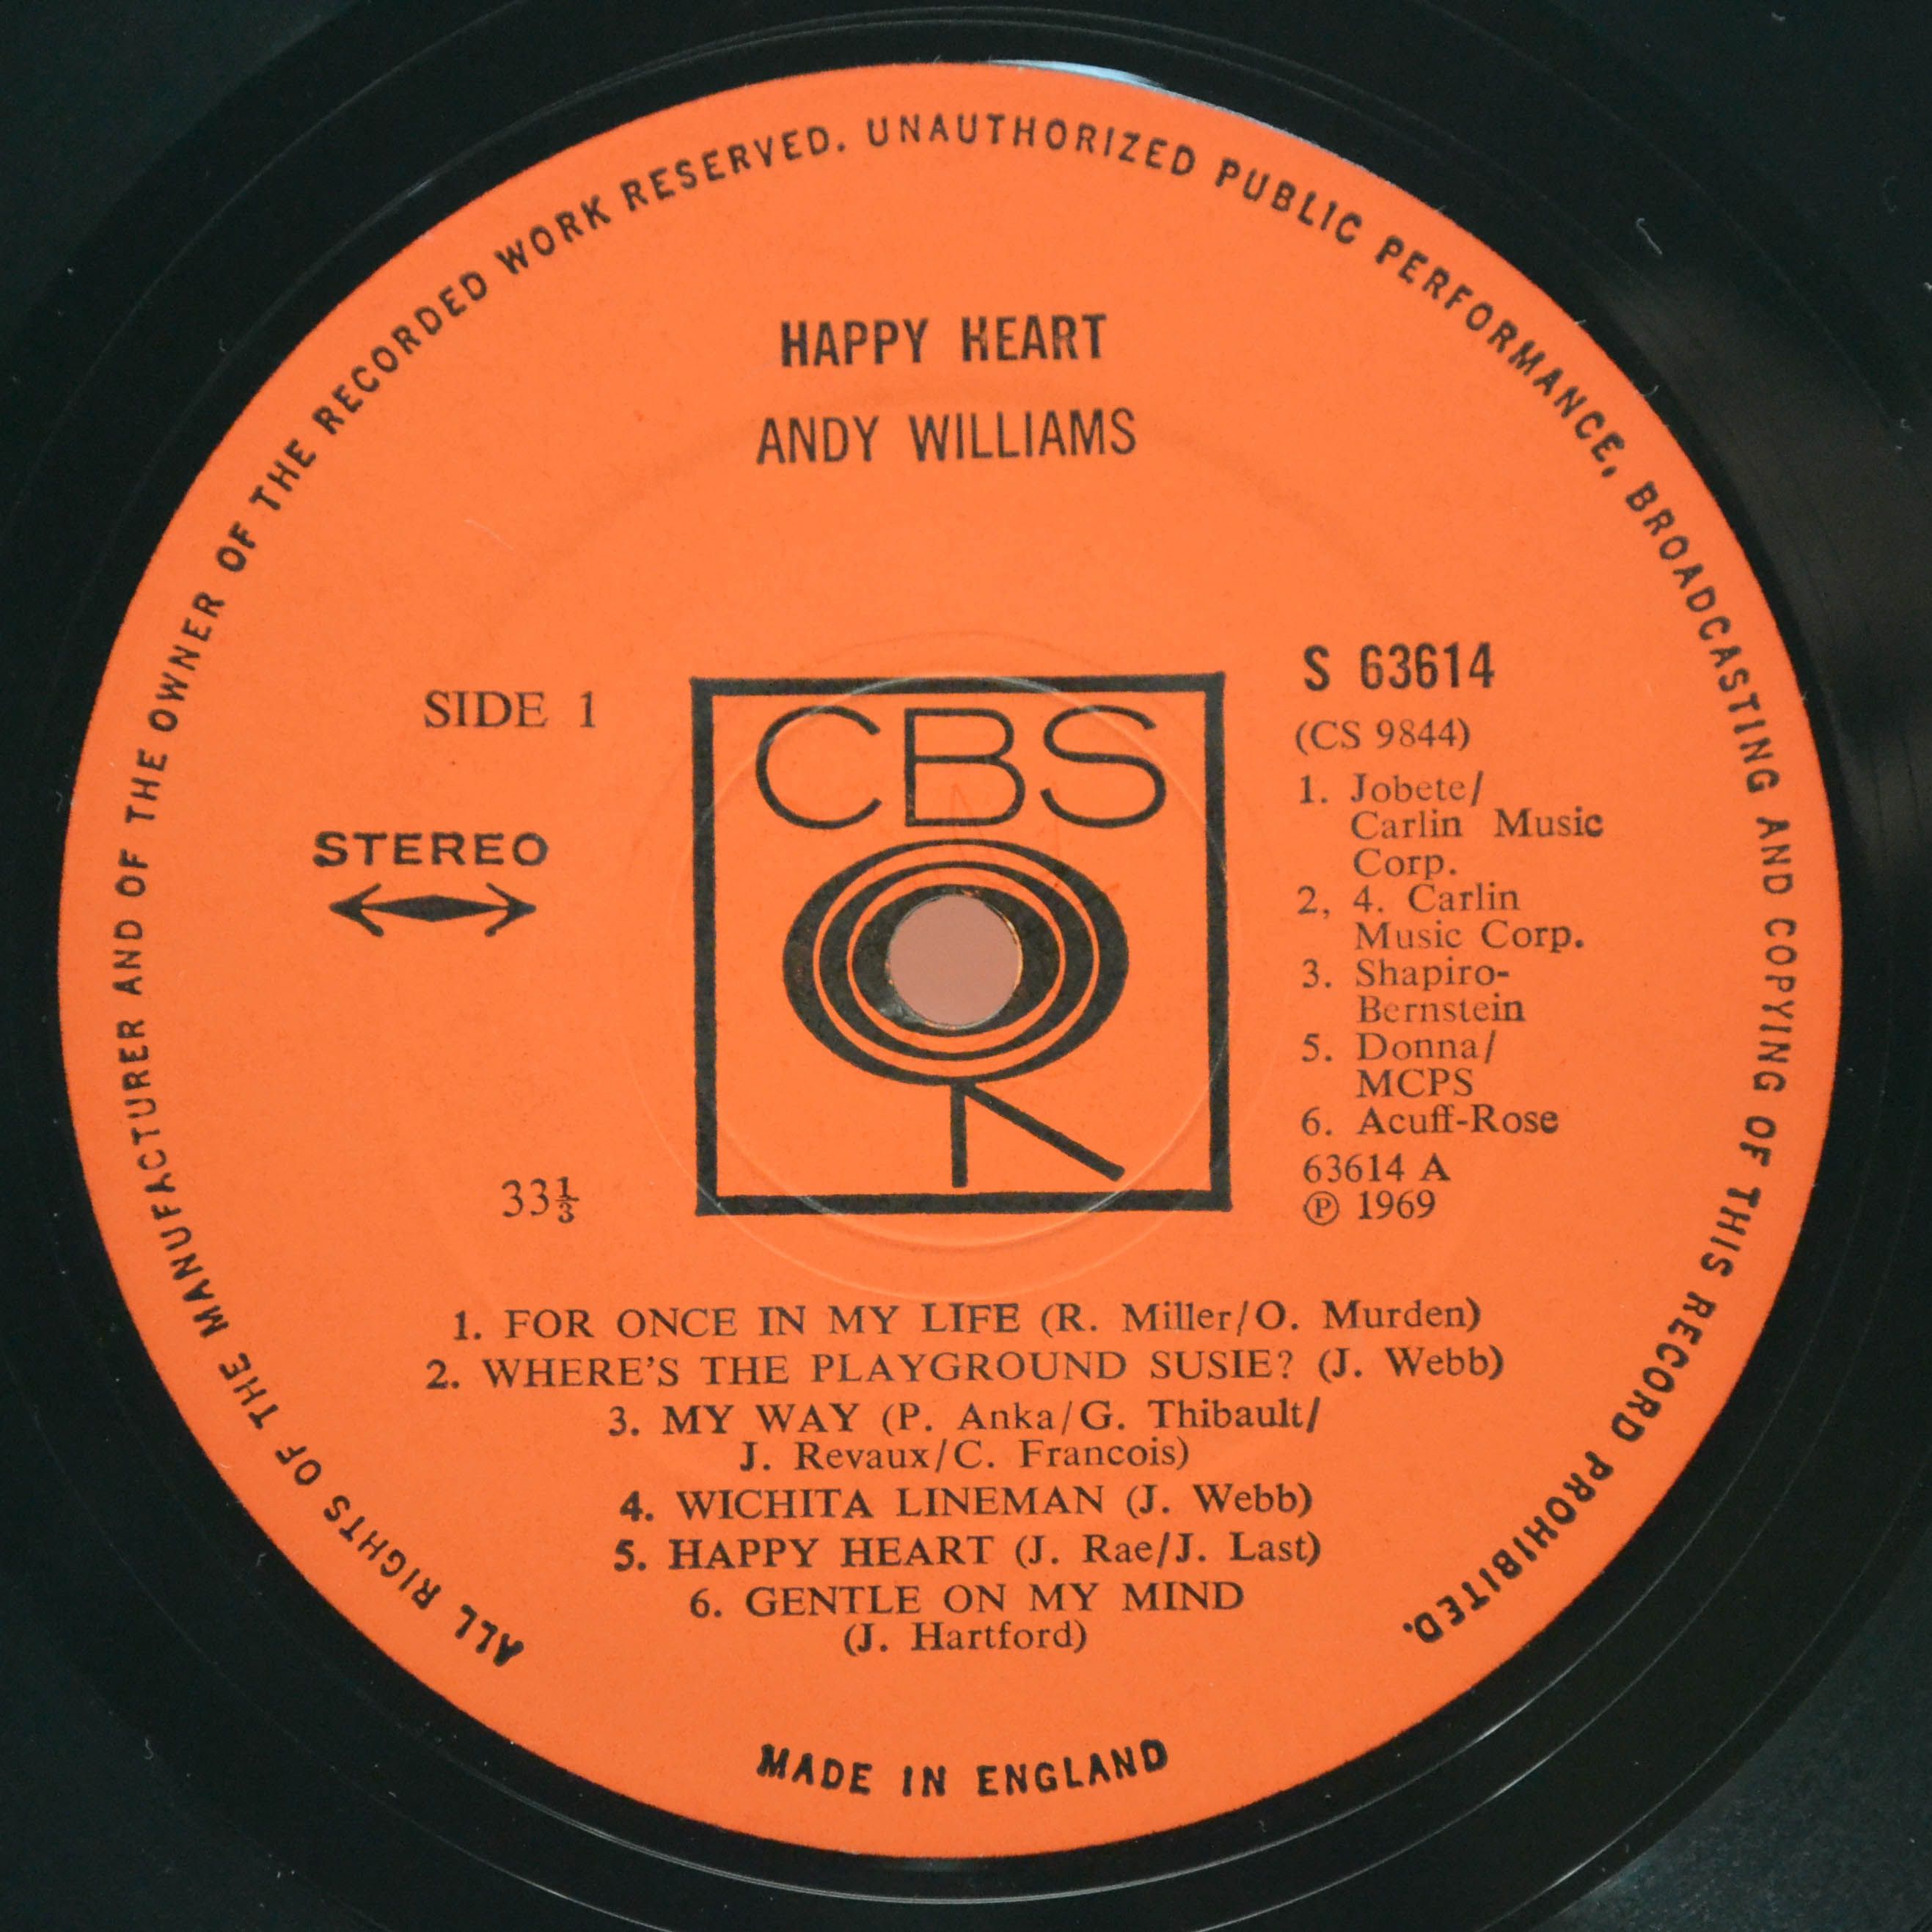 ALL RIGHTS OF THE MANUFACTURER AND OF THE OWNER OF THE RECORDED WORK RESERVED. UNAUTHORIZED PUBLIC PERFORMANCE, BROADCASTING AND COPYING OF THIS RECORD PROHIBITED.
HAPPY HEART
ANDY WILLIAMS
SIDE 1
STEREO
33⅓
CBS
S 63614
(CS 9844)
1. Jobete/
Carlin Music
Corp.
2, 4. Carlin
Music Corp.
3. Shapiro-
Bernstein
5. Donna/
MCPS
6. Acuff-Rose
63614 A
℗ 1969
1. FOR ONCE IN MY LIFE (R. Miller/O. Murden)
2. WHERE'S THE PLAYGROUND SUSIE? (J. Webb)
3. MY WAY (P. Anka/G. Thibault/
J. Revaux/C. Francois)
4. WICHITA LINEMAN (J. Webb)
5. HAPPY HEART (J. Rae/J. Last)
6. GENTLE ON MY MIND
(J. Hartford)
MADE IN ENGLAND